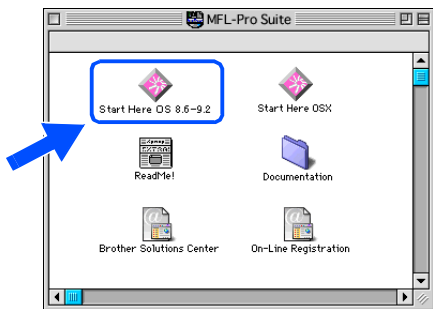 MFL-Pro Suite
Start Here OS 8.6-9.2
Start Here OSX
EXTRA
ReadMe!
Documentation
@
@
Brother Solutions Center
On-Line Registration